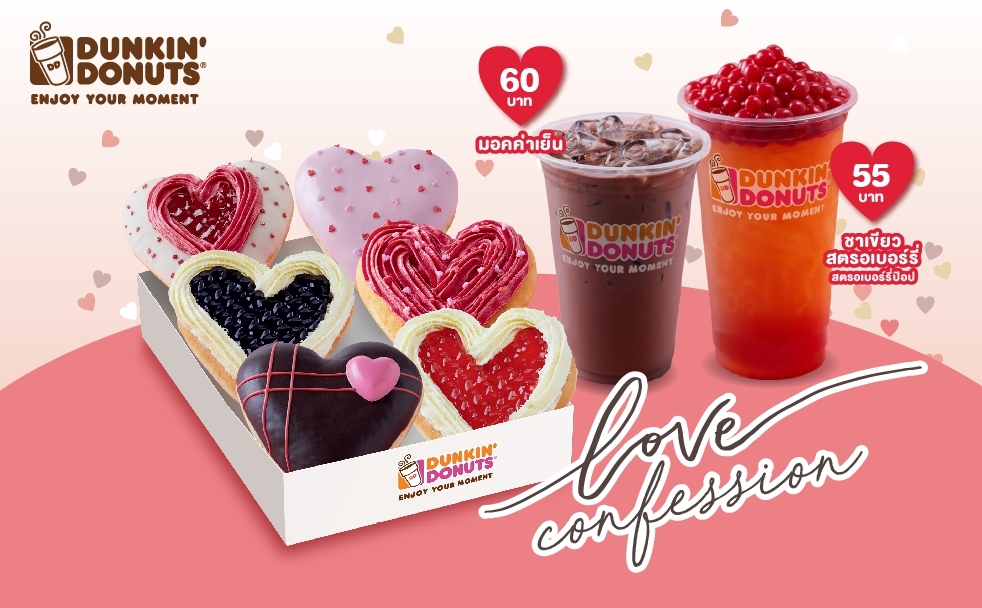 DUNKIN'
DONUTS®
ENJOY YOUR MOMENT
60
บาท
มอคค่าเย็น
DUNKIN'
DONUTS
ENJOY YOUR MOMENT
DUNKIN'
DONUTS
ENJOY YOUR MOMENT
55
บาท
ชาเขียว
สตรอเบอร์รี่
สตรอเบอร์รี่ป๊อป
DUNKIN'
DONUTS
ENJOY YOUR MOMENT
love
confession